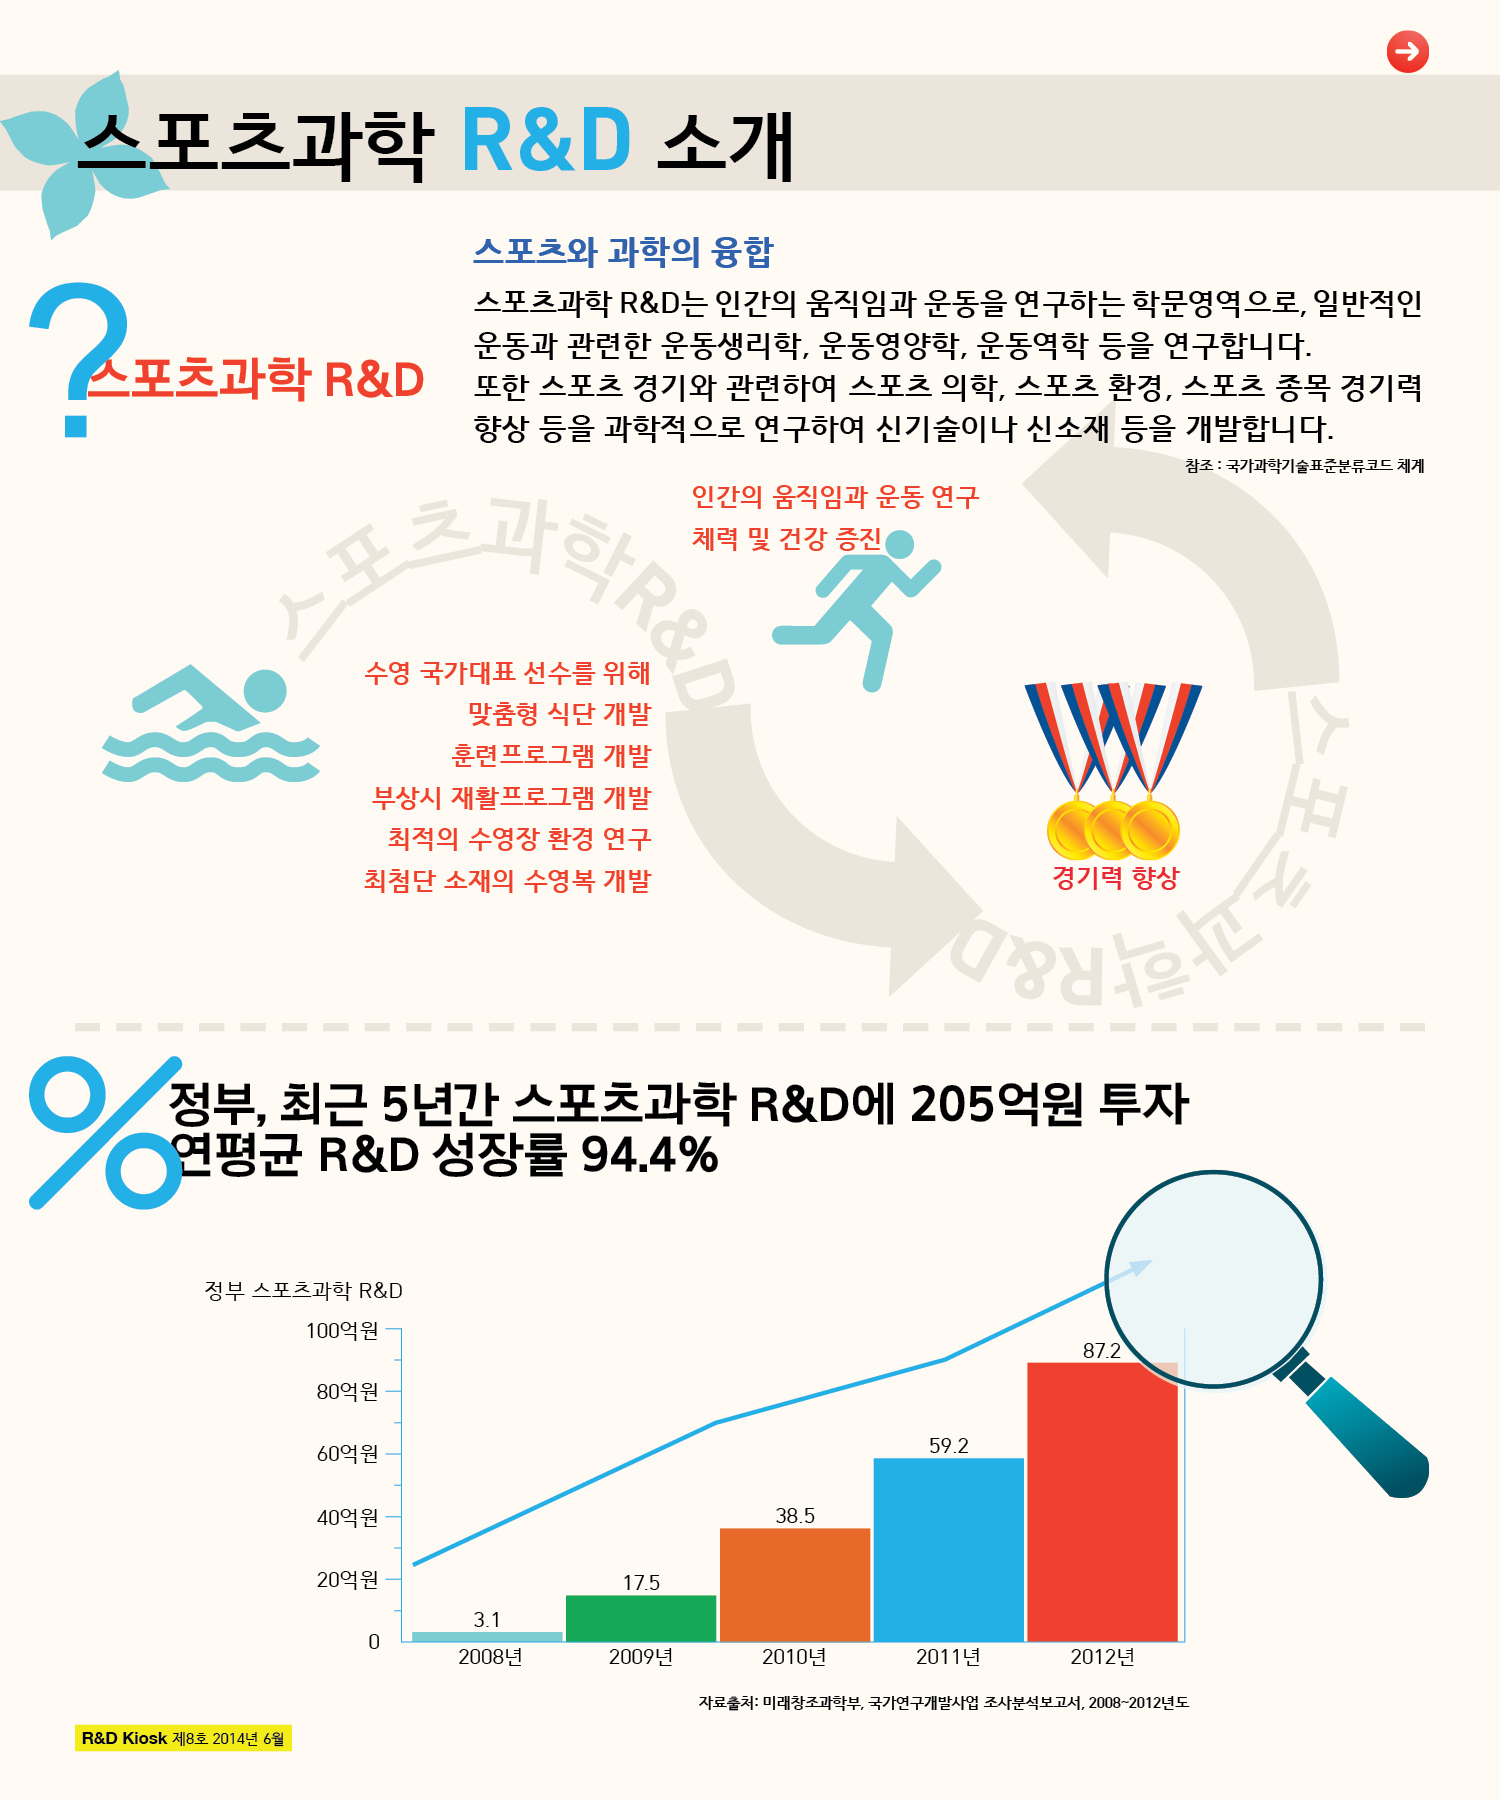 스포츠과학 R&D 소개
스포츠와 과학의 융합
?
스포츠과학 R&D
스포츠과학 R&D는 인간의 움직임과 운동을 연구하는 학문영역으로, 일반적인
운동과 관련한 운동생리학, 운동영양학, 운동역학 등을 연구합니다.
또한 스포츠 경기와 관련하여 스포츠 의학, 스포츠 환경, 스포츠 종목 경기력
향상 등을 과학적으로 연구하여 신기술이나 신소재 등을 개발합니다.
참조 : 국가과학기술표준분류코드 체계
인간의 움직임과 운동 연구
체력 및 건강 증진
스포츠과학R&D
수영 국가대표 선수를 위해
맞춤형 식단 개발
훈련프로그램 개발
부상시 재활프로그램 개발
최적의 수영장 환경 연구
최첨단 소재의 수영복 개발
경기력 향상
스포츠과학R&D
%
정부, 최근 5년간 스포츠과학 R&D에 205억원 투자
연평균 R&D 성장률 94.4%
정부 스포츠과학 R&D
100억원
80억원
60억원
40억원
20억원
0
3.1
17.5
38.5
59.2
87.2
2008년
2009년
2010년
2011년
2012년
자료출처: 미래창조과학부, 국가연구개발사업 조사분석보고서, 2008~2012년도
R&D Kiosk 제8호 2014년 6월